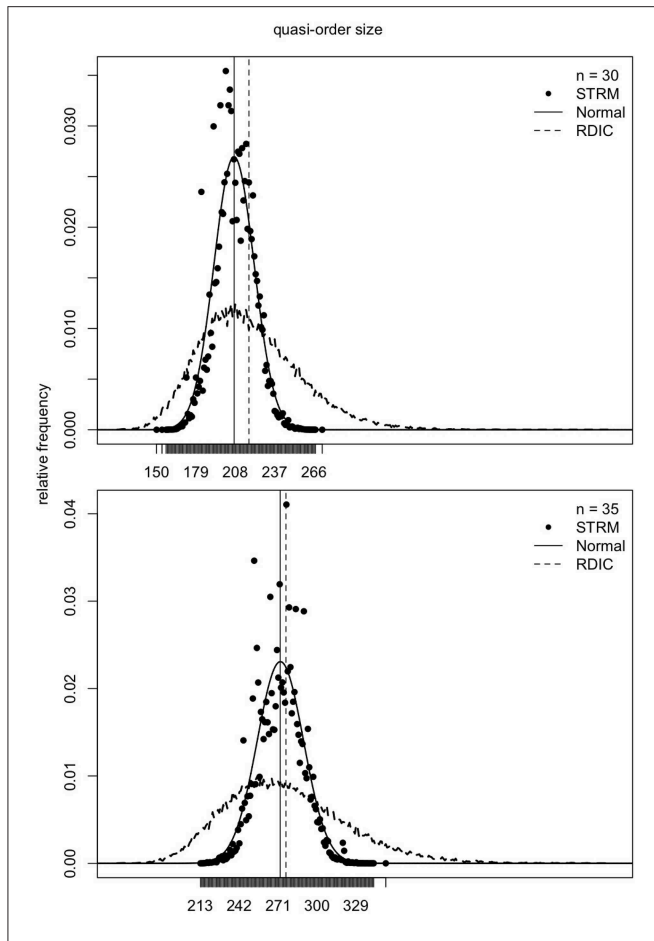 quasi-order size
relative frequency
n = 30
STRM
Normal
RDIC
0.030
0.020
0.010
0.000
150 179 208 237 266
n = 35
STRM
Normal
RDIC
0.04
0.03
0.02
0.01
0.00
213 242 271 300 329